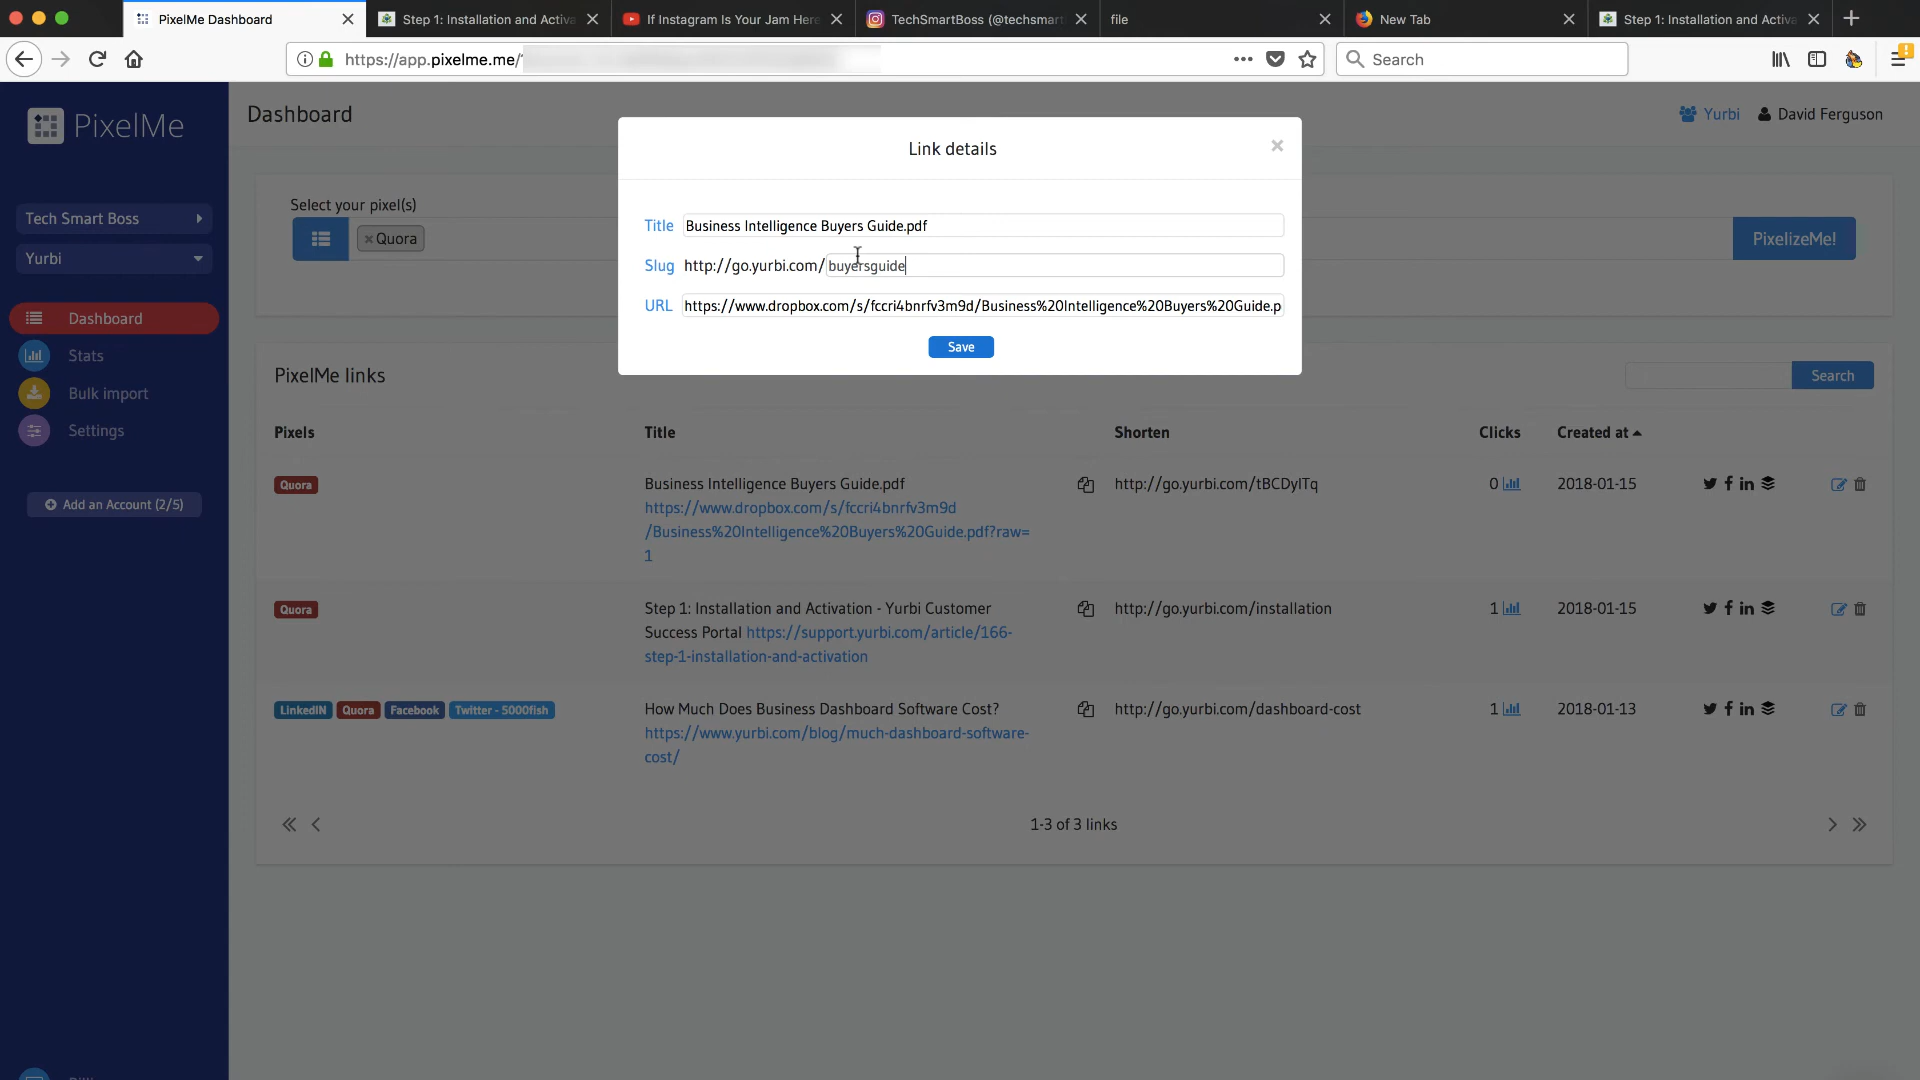 PixelMe Dashboard
Step 1: Installation and Activa
If Instagram Is Your Jam Here
TechSmartBoss (@techsmart
file
New Tab
Step 1: Installation and Activa
https://app.pixelme.me/
Search
PixelMe
Dashboard
Yurbi
David Ferguson
Link details
Tech Smart Boss
Yurbi
Dashboard
Stats
Bulk import
Settings
Add an Account (2/5)
Select your pixel(s)
Quora
PixelizeMe!
Title Business Intelligence Buyers Guide.pdf
Slug http://go.yurbi.com/buyersguide
URL https://www.dropbox.com/s/fccri4bnrfv3m9d/Business%20Intelligence%20Buyers%20Guide.p
Save
PixelMe links
Search
Pixels Title Shorten Clicks Created at
Quora
Business Intelligence Buyers Guide.pdf
https://www.dropbox.com/s/fccri4bnrfv3m9d
/Business%20Intelligence%20Buyers%20Guide.pdf?raw=
1
http://go.yurbi.com/tBCDylTq
0
2018-01-15
Quora
Step 1: Installation and Activation - Yurbi Customer
Success Portal https://support.yurbi.com/article/166-
step-1-installation-and-activation
http://go.yurbi.com/installation
1
2018-01-15
LinkedIN Quora Facebook Twitter - 5000fish
How Much Does Business Dashboard Software Cost?
https://www.yurbi.com/blog/much-dashboard-software-
cost/
http://go.yurbi.com/dashboard-cost
1
2018-01-13
1-3 of 3 links